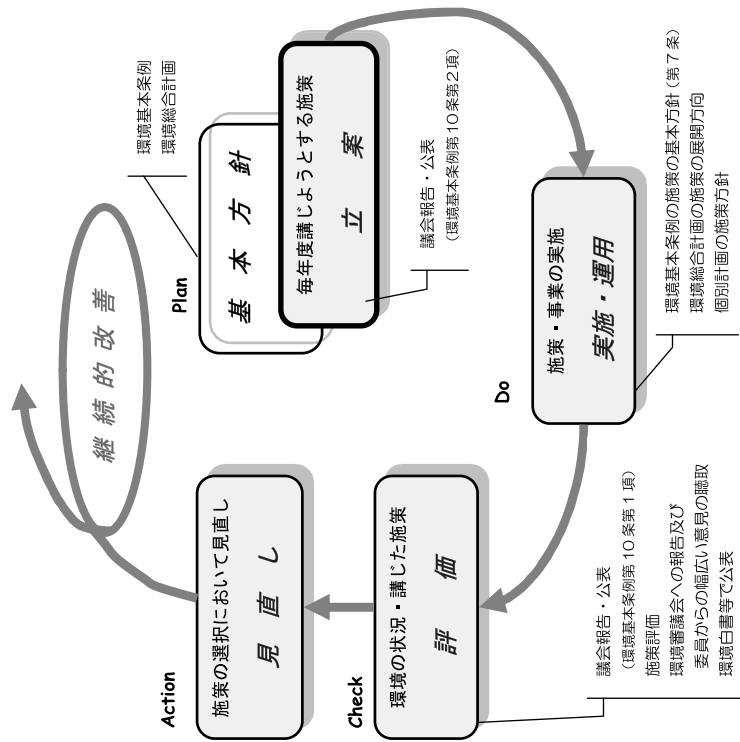 継続的改善
Plan
基本方針
環境基本条例
環境総合計画
毎年度講じようとする施策
立案
議会報告・公表
(環境基本条例第10条第2項)
Do
施策・事業の実施
実施・運用
環境基本条例の施策の基本方針(第7条)
環境総合計画の施策の展開方向
個別計画の施策方針
Check
環境の状況・講じた施策
評価
議会報告・公表
(環境基本条例第10条第1項)
施策評価
環境審議会への報告及び
委員からの幅広い意見の聴取
環境白書等で公表
Action
施策の選択において見直し
見直し